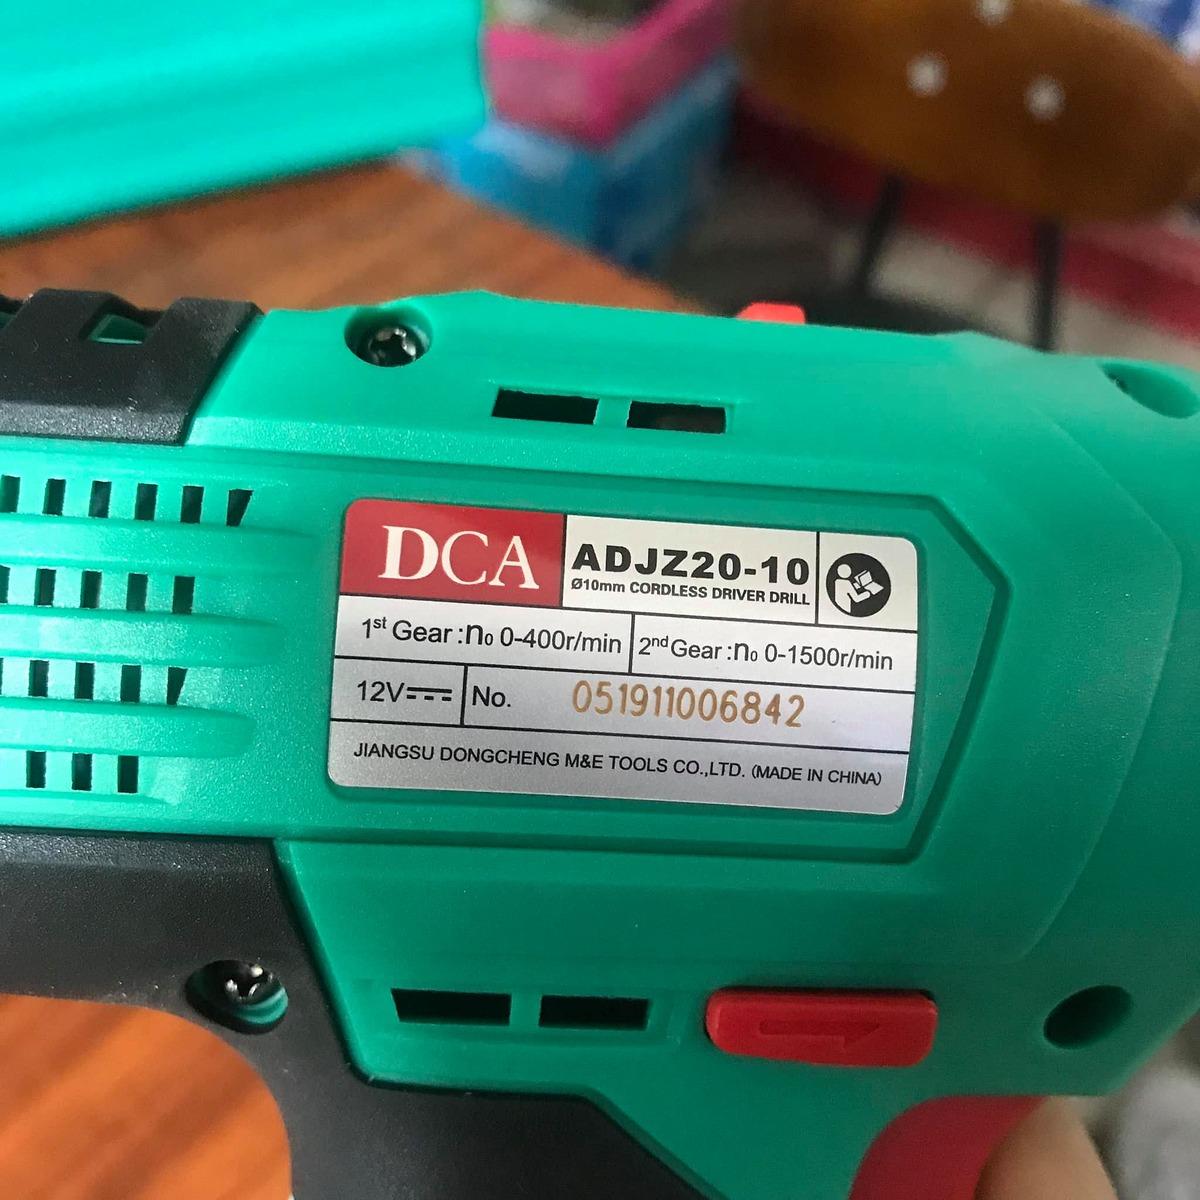 DCA
ADJZ20-10
Ø10mm CORDLESS DRIVER DRILL
1st Gear :n₀ 0-400r/min
2nd Gear :n₀ 0-1500r/min
12V⎓
No. 051911006842
JIANGSU DONGCHENG M&E TOOLS CO.,LTD. (MADE IN CHINA)